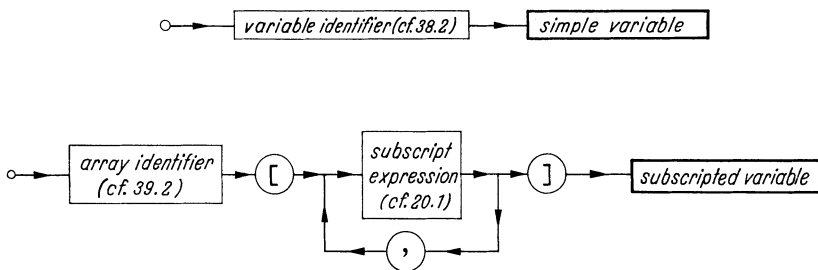 variable identifier (cf. 38.2) simple variable
array identifier (cf. 39.2) [ subscript expression (cf. 20.1) ] subscripted variable
,